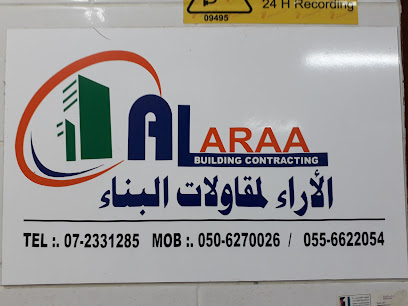 24 H Recording
09495
AL ARAA
BUILDING CONTRACTING
الأراء لمقاولات البناء
TEL :. 07-2331285 MOB :. 050-6270026 / 055-6622054